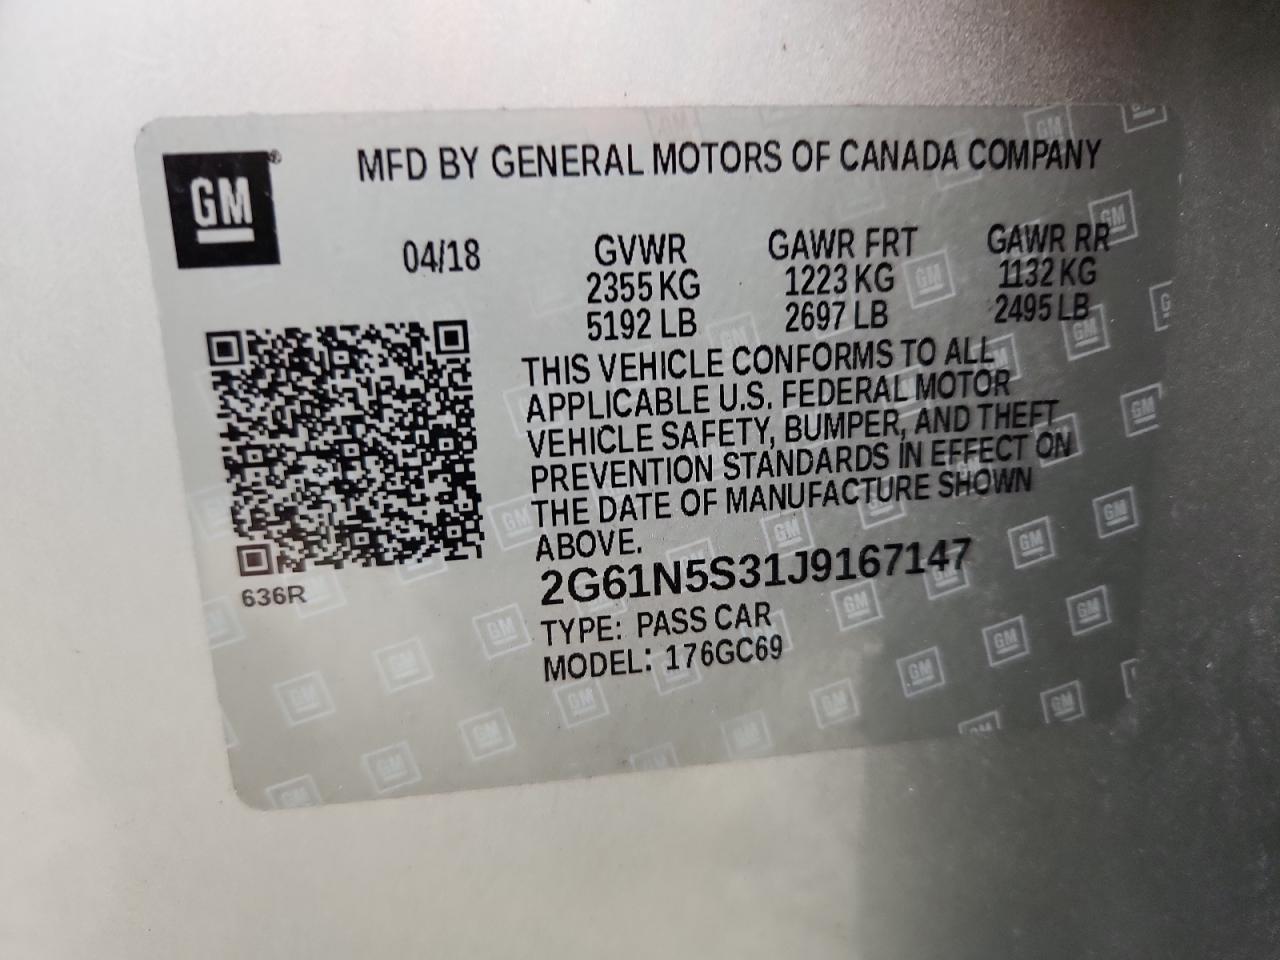 GM®
MFD BY GENERAL MOTORS OF CANADA COMPANY
04/18 GVWR GAWR FRT GAWR RR
2355 KG 1223 KG 1132 KG
5192 LB 2697 LB 2495 LB
THIS VEHICLE CONFORMS TO ALL
APPLICABLE U.S. FEDERAL MOTOR
VEHICLE SAFETY, BUMPER, AND THEFT
PREVENTION STANDARDS IN EFFECT ON
THE DATE OF MANUFACTURE SHOWN
ABOVE.
2G61N5S31J9167147
636R
TYPE: PASS CAR
MODEL: 176GC69